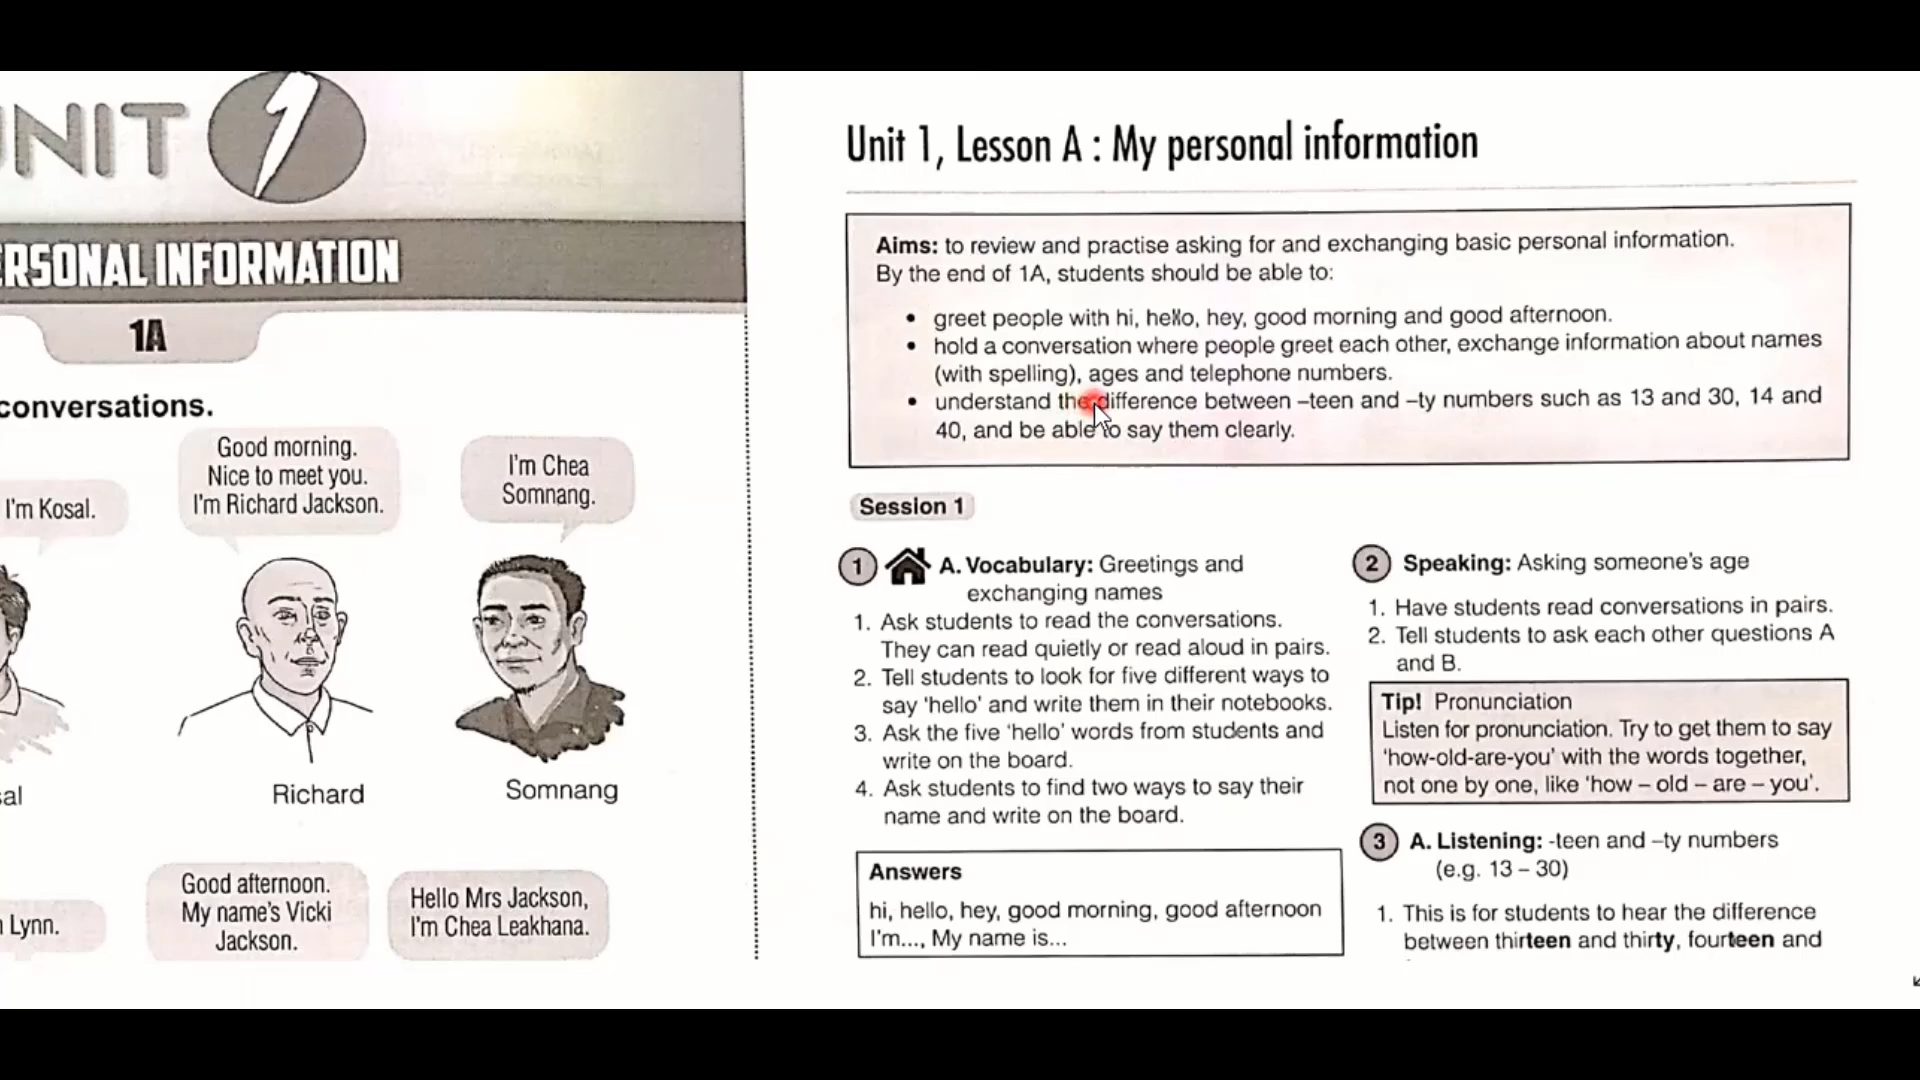 UNIT 1
PERSONAL INFORMATION
1A
conversations.
I'm Kosal.
Good morning.
Nice to meet you.
I'm Richard Jackson.
I'm Chea
Somnang.
Richard
Somnang
Lynn.
Good afternoon.
My name's Vicki
Jackson.
Hello Mrs Jackson,
I'm Chea Leakhana.
Unit 1, Lesson A : My personal information
Aims: to review and practise asking for and exchanging basic personal information.
By the end of 1A, students should be able to:
• greet people with hi, hello, hey, good morning and good afternoon.
• hold a conversation where people greet each other, exchange information about names
(with spelling), ages and telephone numbers.
• understand the difference between –teen and –ty numbers such as 13 and 30, 14 and
40, and be able to say them clearly.
Session 1
1 A. Vocabulary: Greetings and
exchanging names
1. Ask students to read the conversations.
They can read quietly or read aloud in pairs.
2. Tell students to look for five different ways to
say 'hello' and write them in their notebooks.
3. Ask the five 'hello' words from students and
write on the board.
4. Ask students to find two ways to say their
name and write on the board.
Answers
hi, hello, hey, good morning, good afternoon
I'm..., My name is...
2 Speaking: Asking someone's age
1. Have students read conversations in pairs.
2. Tell students to ask each other questions A
and B.
Tip! Pronunciation
Listen for pronunciation. Try to get them to say
'how-old-are-you' with the words together,
not one by one, like 'how – old – are – you'.
3 A. Listening: -teen and –ty numbers
(e.g. 13 – 30)
1. This is for students to hear the difference
between thirteen and thirty, fourteen and